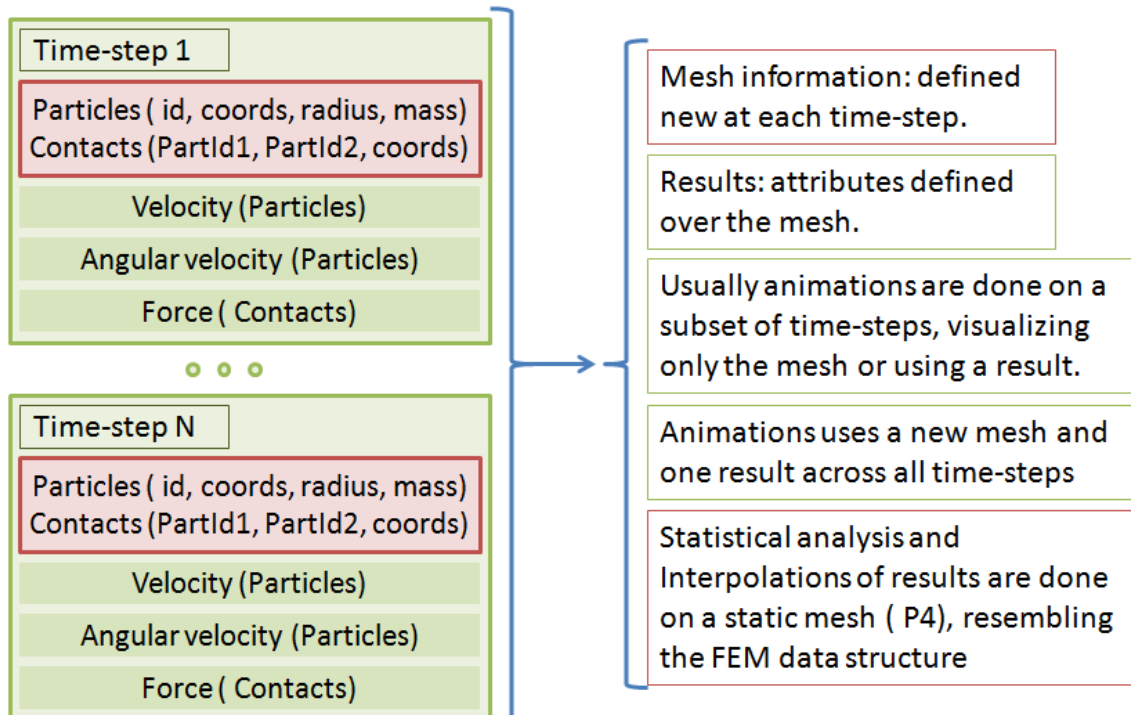 Time-step 1
Particles ( id, coords, radius, mass)
Contacts (PartId1, PartId2, coords)
Velocity (Particles)
Angular velocity (Particles)
Force ( Contacts)
Time-step N
Particles ( id, coords, radius, mass)
Contacts (PartId1, PartId2, coords)
Velocity (Particles)
Angular velocity (Particles)
Force ( Contacts)
Mesh information: defined
new at each time-step.
Results: attributes defined
over the mesh.
Usually animations are done on a
subset of time-steps, visualizing
only the mesh or using a result.
Animations uses a new mesh and
one result across all time-steps
Statistical analysis and
Interpolations of results are done
on a static mesh ( P4), resembling
the FEM data structure